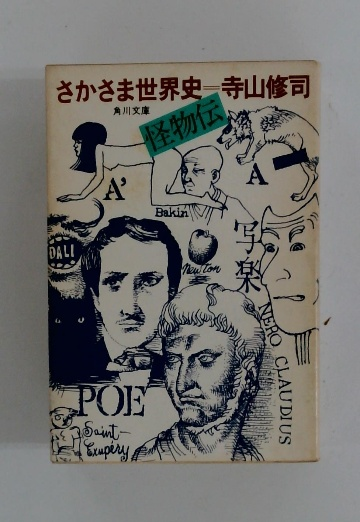 さかさま世界史=寺山修司
角川文庫
怪物伝
A'
Bakin
A
DALI
写楽
Newton
NERO CLAUDIUS
POE
Saint-
Exupéry